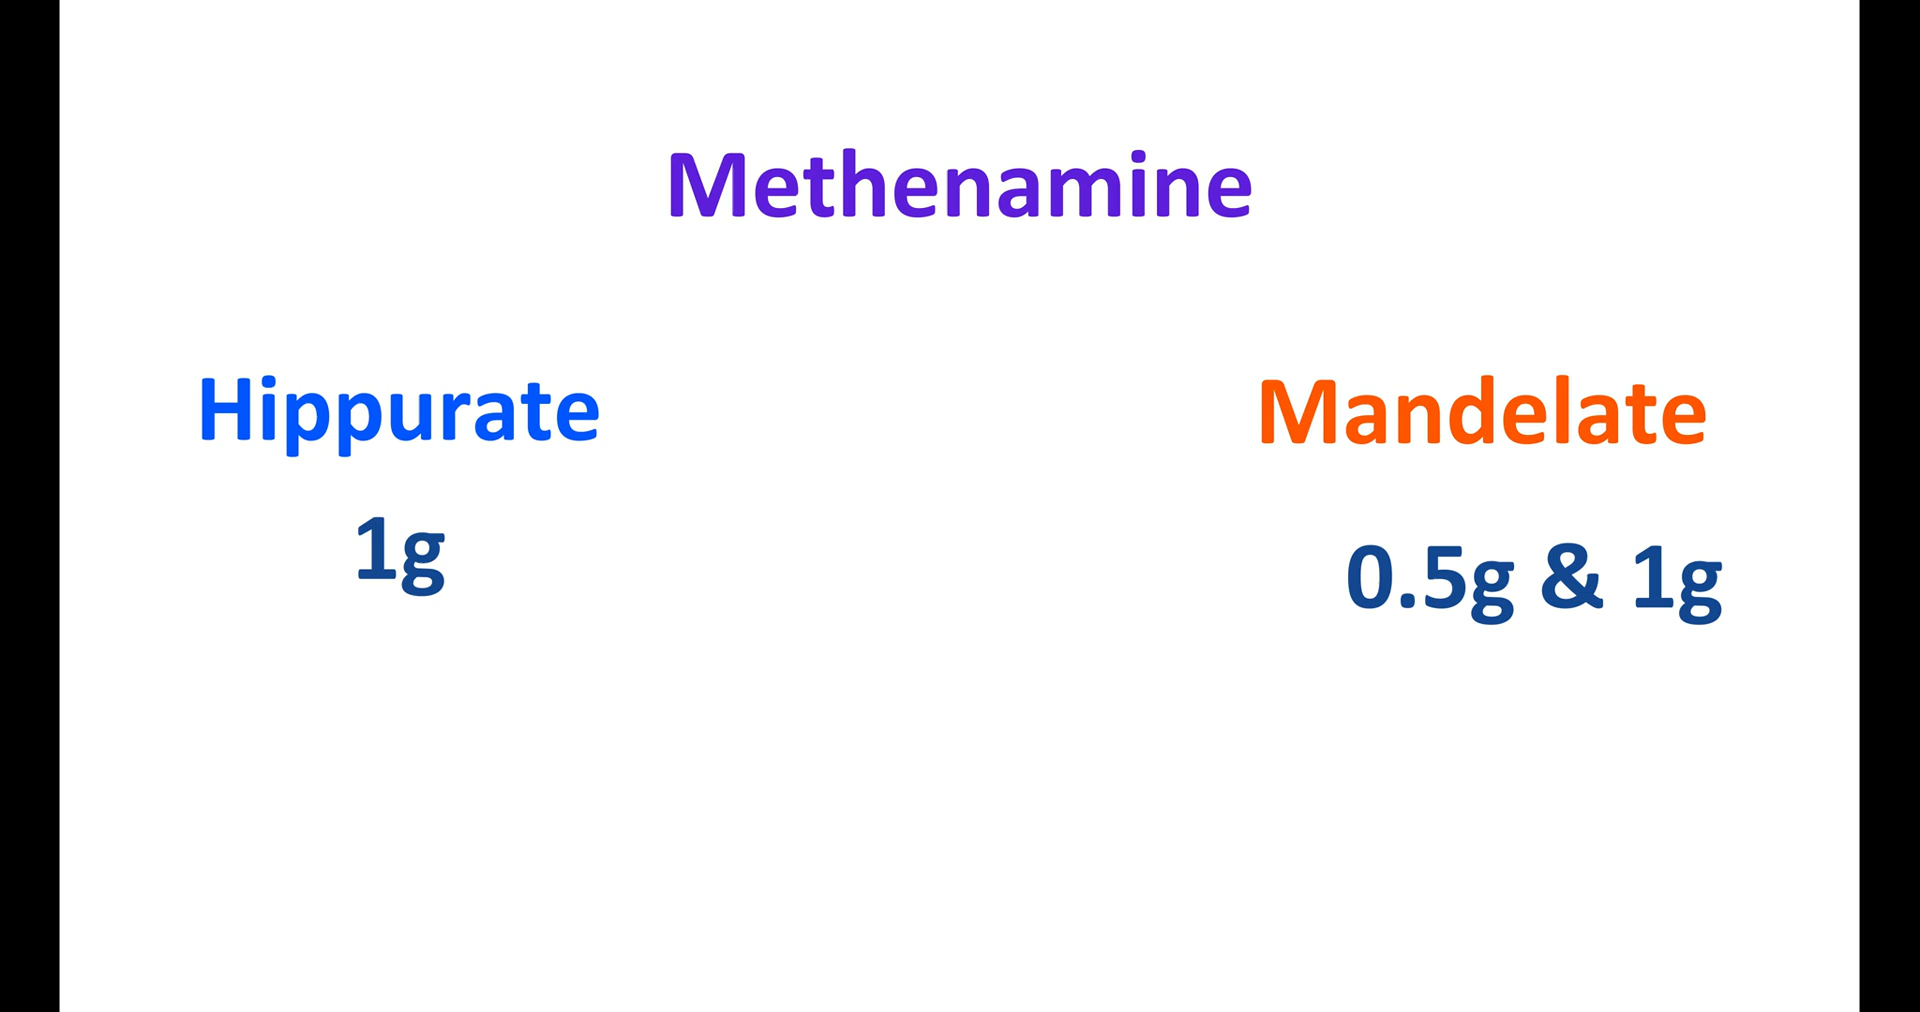 Methenamine
Hippurate
Mandelate
1g
0.5g & 1g